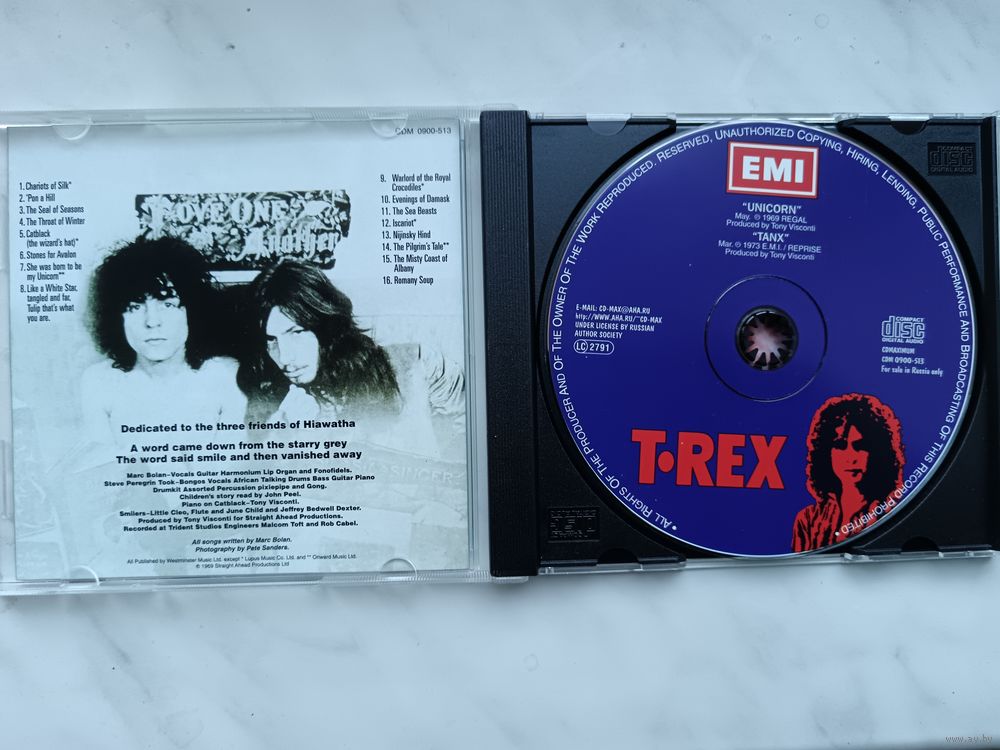 CDM 0900-513
1. Chariots of Silk*
2. 'Pon a Hill
3. The Seal of Seasons
4. The Throat of Winter
5. Catblack
(the wizard's hat)*
6. Stones for Avalon
7. She was born to be
my Unicorn**
8. Like a White Star,
tangled and far,
Tulip that's what
you are.
9. Warlord of the Royal
Crocodiles*
10. Evenings of Damask
11. The Sea Beasts
12. Iscariot*
13. Nijinsky Hind
14. The Pilgrim's Tale**
15. The Misty Coast of
Albany
16. Romany Soup
LOVE ONE
Another
Dedicated to the three friends of Hiawatha
A word came down from the starry grey
The word said smile and then vanished away
Marc Bolan–Vocals Guitar Harmonium Lip Organ and Fonofidels.
Steve Peregrin Took–Bongos Vocals African Talking Drums Bass Guitar Piano
Drumkit Assorted Percussion pixiepipe and Gong.
Children's story read by John Peel.
Piano on Catblack–Tony Visconti.
Smilers–Little Cleo, Flute and June Child and Jeffrey Bedwell Dexter.
Produced by Tony Visconti for Straight Ahead Productions.
Recorded at Trident Studios Engineers Malcom Toft and Rob Cabel.
All songs written by Marc Bolan.
Photography by Pete Sanders.
All Published by Westminster Music Ltd. except * Lupus Music Co. Ltd. and ** Onward Music Ltd.
℗ 1969 Straight Ahead Productions Ltd
• ALL RIGHTS OF THE PRODUCER AND OF THE OWNER OF THE WORK REPRODUCED. RESERVED, UNAUTHORIZED COPYING, HIRING, LENDING, PUBLIC PERFORMANCE AND BROADCASTING OF THIS RECORD PROHIBITED •
EMI
"UNICORN"
May. ℗ 1969 REGAL
Produced by Tony Visconti
"TANX"
Mar. ℗ 1973 E.M.I. / REPRISE
Produced by Tony Visconti
E-MAIL: CD-MAX@AHA.RU
http://WWW.AHA.RU/~CD-MAX
UNDER LICENSE BY RUSSIAN
AUTHOR SOCIETY
LC 2791
COMPACT
disc
DIGITAL AUDIO
CDMAXIMUM
CDM 0900-513
For sale in Russia only
T•REX
COMPACT
disc
DIGITAL AUDIO
www.ay.by